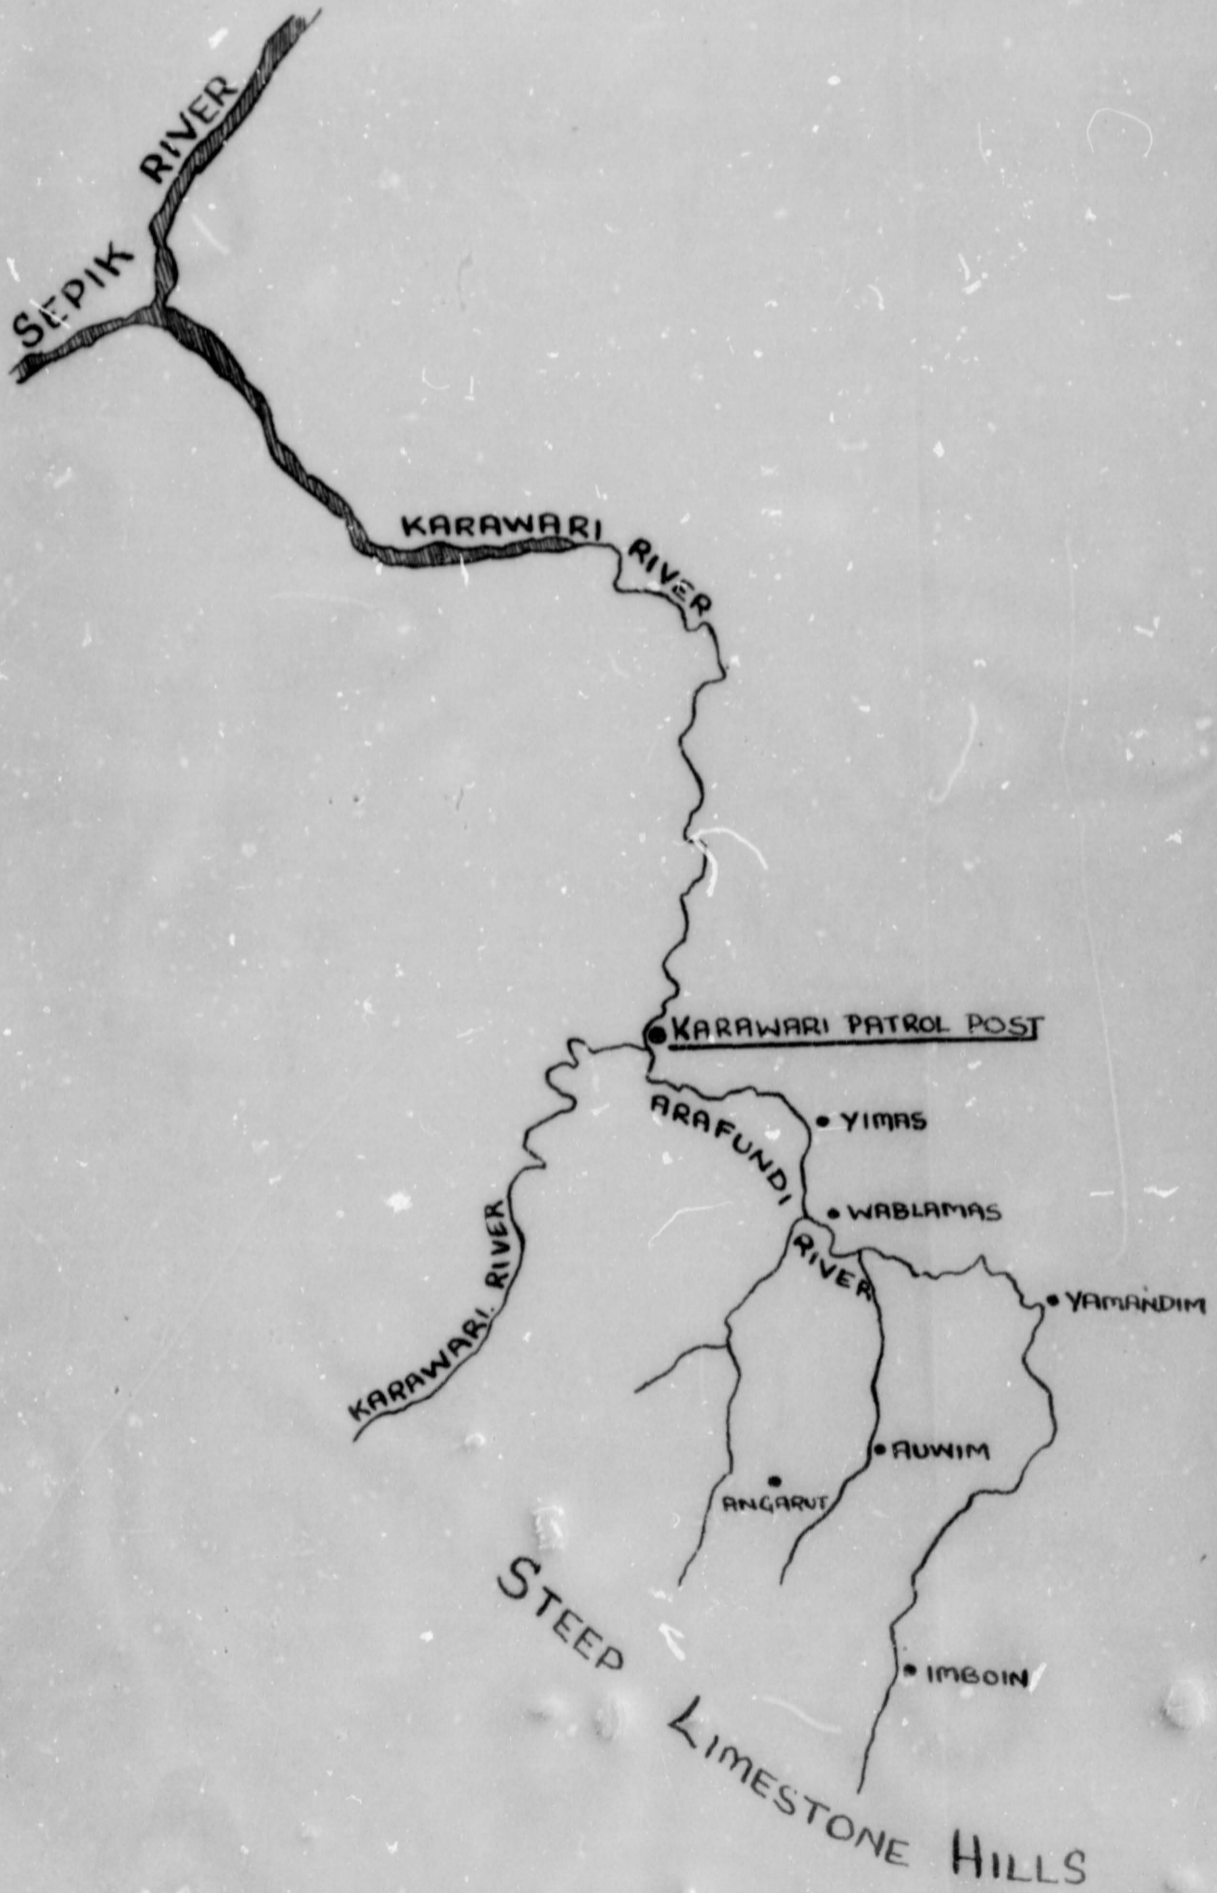 SEPIK RIVER
KARAWARI RIVER
KARAWARI PATROL POST
ARAFUNDI RIVER
YIMAS
WABLAMAS
YAMANDIM
KARAWARI RIVER
AUWIM
ANGARUT
IMBOIN
STEEP LIMESTONE HILLS